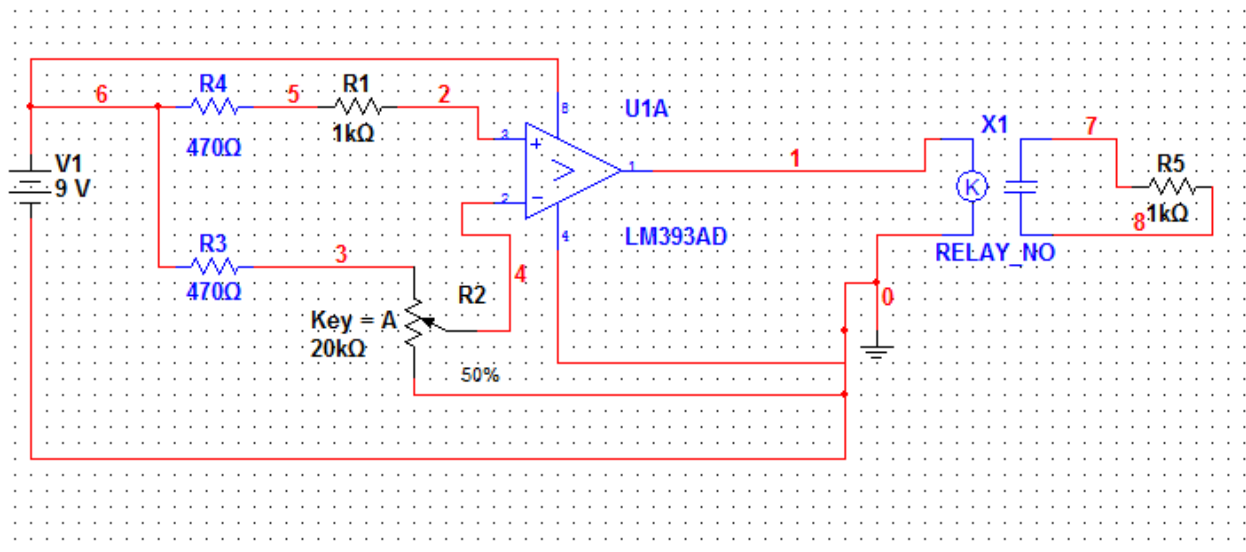 6
R4
470Ω
5
R1
1kΩ
2
8
3
+
2
−
1
4
U1A
LM393AD
V1
9 V
R3
470Ω
3
4
R2
Key = A
20kΩ
50%
1
X1
K
RELAY_NO
7
R5
1kΩ
8
0